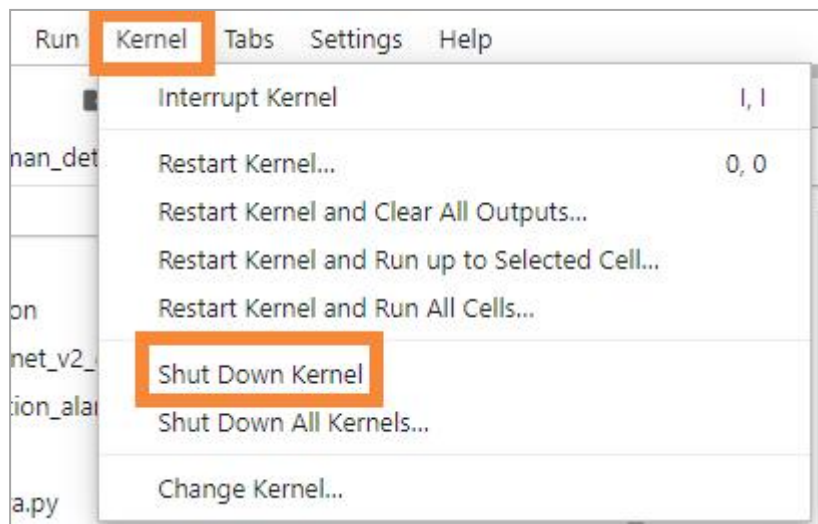 Run Kernel Tabs Settings Help
Interrupt Kernel I, I
man_det
Restart Kernel... 0, 0
Restart Kernel and Clear All Outputs...
Restart Kernel and Run up to Selected Cell...
on
Restart Kernel and Run All Cells...
net_v2_
Shut Down Kernel
tion_alar
Shut Down All Kernels...
Change Kernel...
a.py